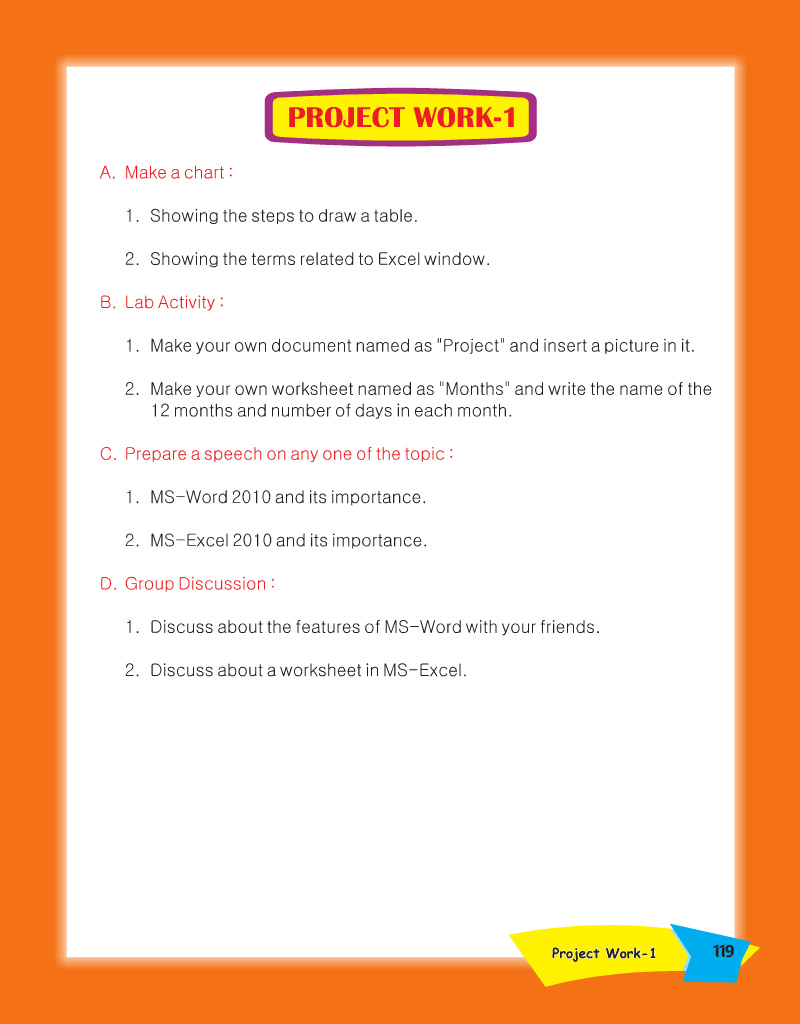 PROJECT WORK-1
A. Make a chart :
1. Showing the steps to draw a table.
2. Showing the terms related to Excel window.
B. Lab Activity :
1. Make your own document named as "Project" and insert a picture in it.
2. Make your own worksheet named as "Months" and write the name of the
12 months and number of days in each month.
C. Prepare a speech on any one of the topic :
1. MS-Word 2010 and its importance.
2. MS-Excel 2010 and its importance.
D. Group Discussion :
1. Discuss about the features of MS-Word with your friends.
2. Discuss about a worksheet in MS-Excel.
Project Work-1 119